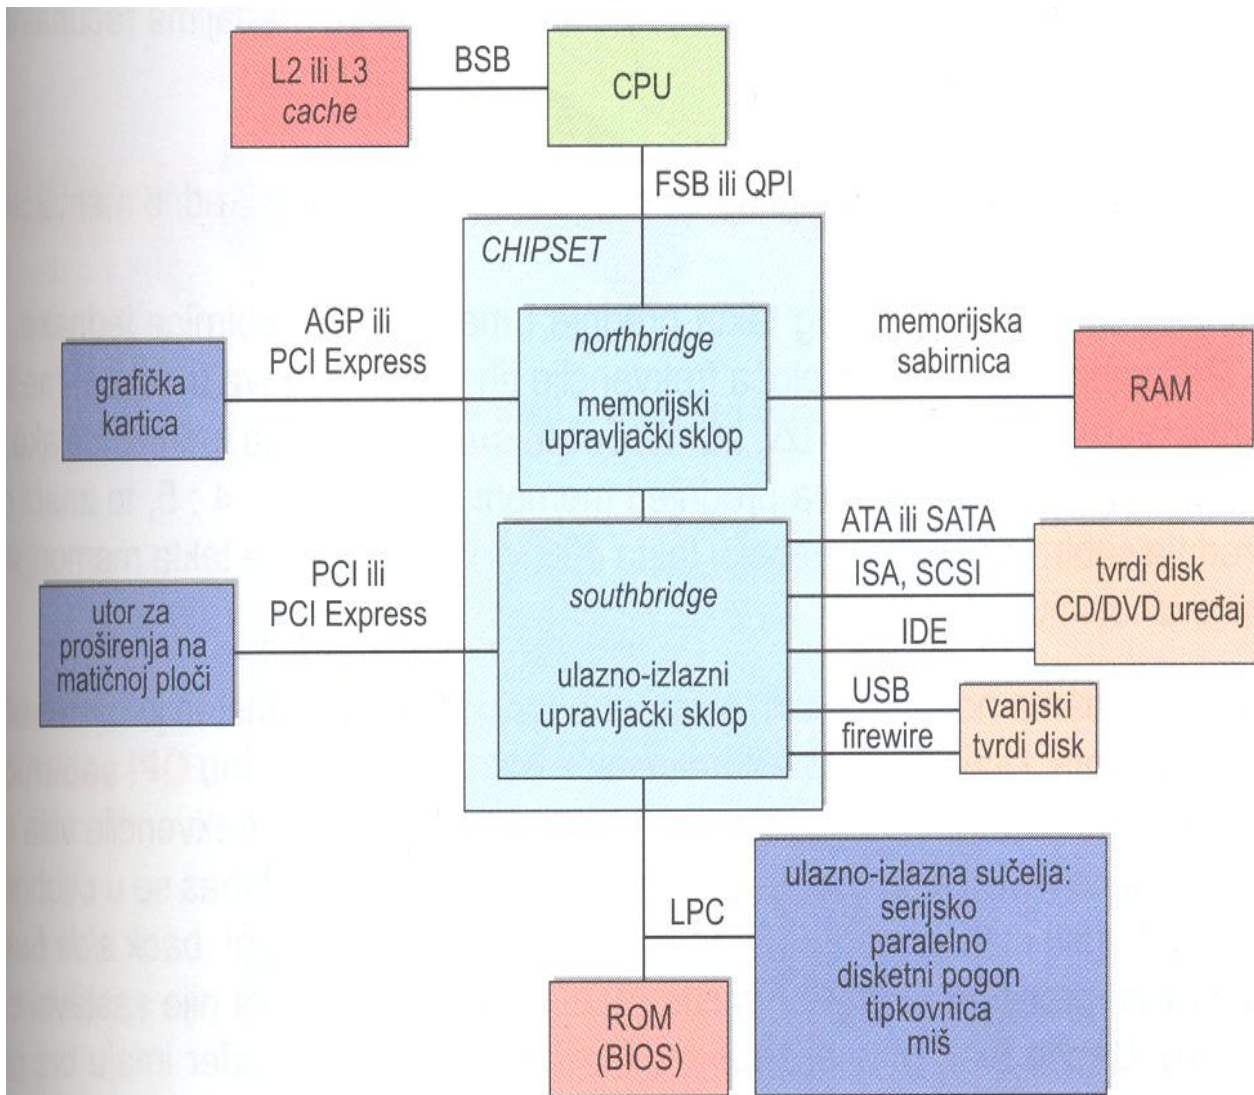 L2 ili L3
cache
BSB
CPU
FSB ili QPI
CHIPSET
AGP ili
PCI Express
grafička
kartica
northbridge
memorijski
upravljački sklop
memorijska
sabirnica
RAM
PCI ili
PCI Express
utor za
proširenja na
matičnoj ploči
southbridge
ulazno-izlazni
upravljački sklop
ATA ili SATA
ISA, SCSI
IDE
tvrdi disk
CD/DVD uređaj
USB
firewire
vanjski
tvrdi disk
LPC
ulazno-izlazna sučelja:
serijsko
paralelno
disketni pogon
tipkovnica
miš
ROM
(BIOS)